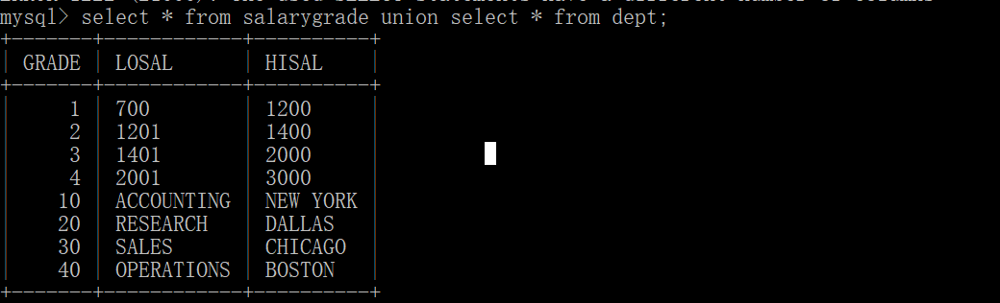 mysql> select * from salarygrade union select * from dept;
+-------+------------+----------+
| GRADE | LOSAL | HISAL |
+-------+------------+----------+
| 1 | 700 | 1200 |
| 2 | 1201 | 1400 |
| 3 | 1401 | 2000 |
| 4 | 2001 | 3000 |
| 10 | ACCOUNTING | NEW YORK |
| 20 | RESEARCH | DALLAS |
| 30 | SALES | CHICAGO |
| 40 | OPERATIONS | BOSTON |
+-------+------------+----------+